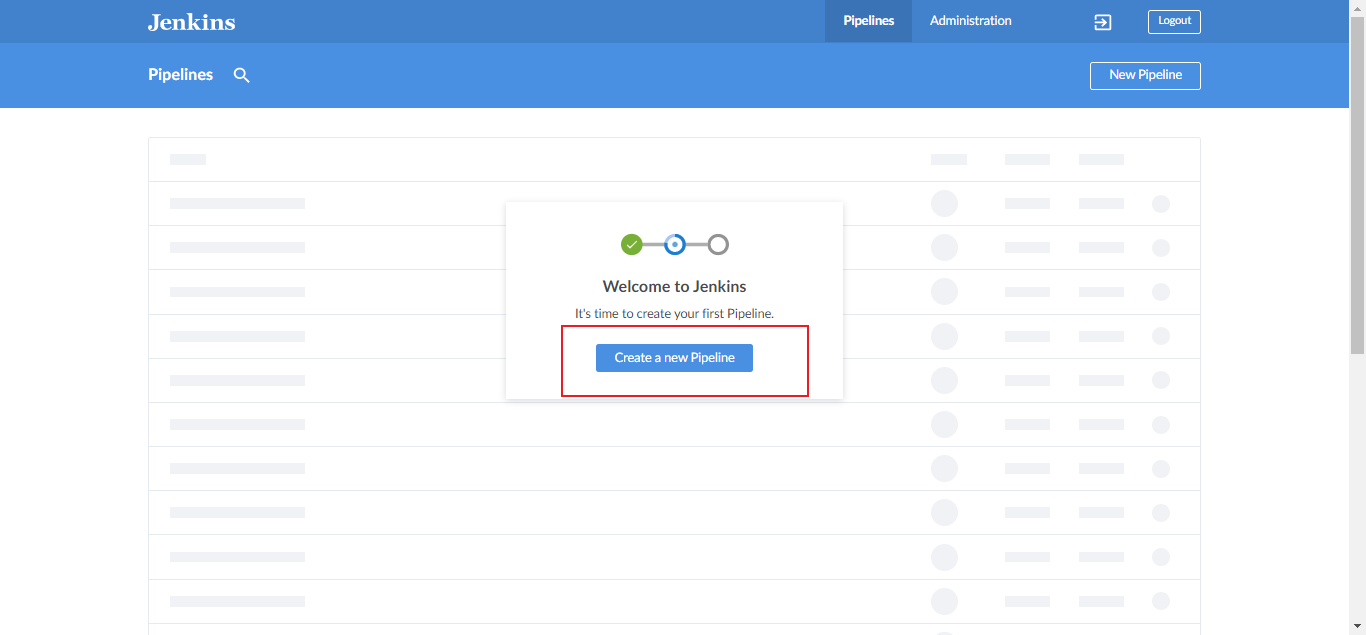 Jenkins
Pipelines
Administration
Logout
Pipelines
New Pipeline
Welcome to Jenkins
It's time to create your first Pipeline.
Create a new Pipeline